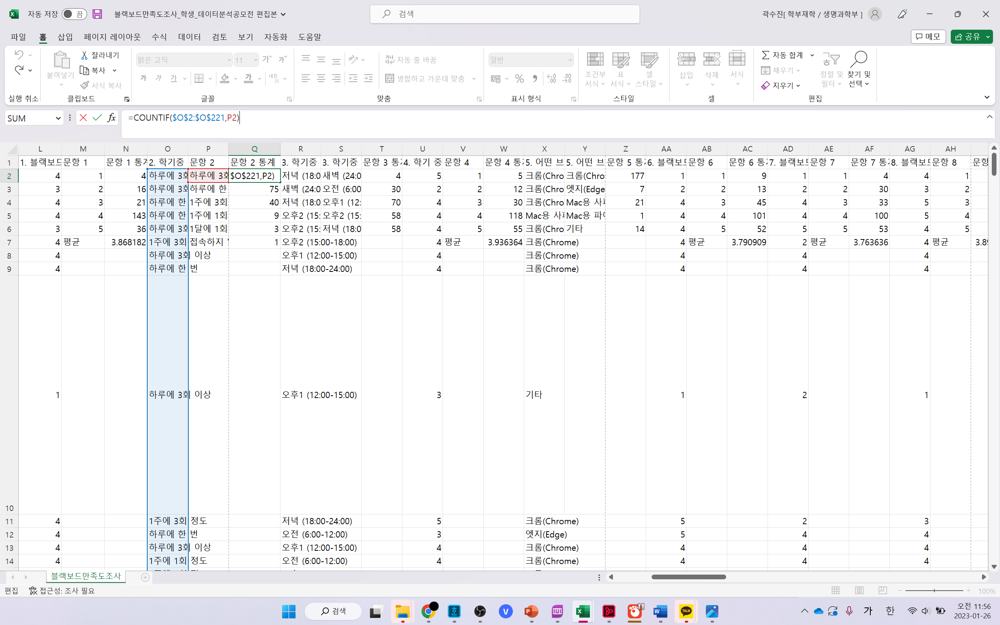 자동 저장 끔 블랙보드만족도조사_학생_데이터분석공모전 편집본 검색 곽수진[ 학부재학 / 생명과학부 ]
파일 홈 삽입 페이지 레이아웃 수식 데이터 검토 보기 자동화 도움말 메모 공유
붙여넣기 잘라내기 복사 서식 복사
맑은 고딕 11 가 가
가 가 가 가 내천
자동 줄 바꿈
병합하고 가운데 맞춤
일반
% 
조건부 서식 표 서식 셀 스타일
삽입 삭제 서식
자동 합계
채우기
지우기
정렬 및 필터 찾기 및 선택
실행 취소 클립보드 글꼴 맞춤 표시 형식 스타일 셀 편집
SUM fx =COUNTIF($O$2:$O$221,P2)
L M N O P Q R S T U V W X Y Z AA AB AC AD AE AF AG AH
1 1. 블랙보드 문항 1 문항 1 통계 2. 학기중 문항 2 문항 2 통계 3. 학기중 3. 학기중 문항 3 통 4. 학기 중 문항 4 문항 4 통 5. 어떤 브 5. 어떤 브 문항 5 통 6. 블랙보드 문항 6 문항 6 통 7. 블랙보드 문항 7 문항 7 통 8. 블랙보드 문항 8 문항
2 4 1 4 하루에 3회 하루에 3회 $O$221,P2) 저녁 (18:0 새벽 (24:0 4 5 1 5 크롬(Chro 크롬(Chro 177 1 1 9 1 1 4 4 1
3 3 2 16 하루에 3회 하루에 한 75 새벽 (24:0 오전 (6:00 30 2 2 12 크롬(Chro 엣지(Edge 7 2 2 13 2 2 30 3 2
4 4 3 21 하루에 한 1주에 3회 40 저녁 (18:0 오후1 (12: 70 4 3 30 크롬(Chro Mac용 사파 21 4 3 45 4 3 33 5 3
5 4 4 143 하루에 한 1주에 1회 9 오후2 (15: 오후2 (15: 58 4 4 118 Mac용 사파 Mac용 파이 1 4 4 101 4 4 100 5 4
6 3 5 36 하루에 3회 1달에 1회 3 오후2 (15: 저녁 (18:0 58 4 5 55 크롬(Chro 기타 14 4 5 52 5 5 53 4 5
7 4 평균 3.868182 1주에 3회 접속하지 1 오후2 (15:00-18:00) 4 평균 3.936364 크롬(Chrome) 4 평균 3.790909 2 평균 3.763636 4 평균 3.89
8 4 하루에 3회 이상 오후1 (12:00-15:00) 4 크롬(Chrome) 4 4 4
9 4 하루에 한 번 저녁 (18:00-24:00) 4 크롬(Chrome) 4 4 4
1 하루에 3회 이상 오후1 (12:00-15:00) 3 기타 1 2 1
10
11 4 1주에 3회 정도 저녁 (18:00-24:00) 5 크롬(Chrome) 5 2 3
12 4 하루에 한 번 오전 (6:00-12:00) 3 엣지(Edge) 5 4 4
13 4 하루에 3회 이상 오후1 (12:00-15:00) 4 크롬(Chrome) 4 4 4
14 4 1주에 1회 정도 오전 (6:00-12:00) 4 크롬(Chrome) 4 4 4
블랙보드만족도조사
편집 접근성: 조사 필요 100%
검색 TALK 가 한 오전 11:56
2023-01-26